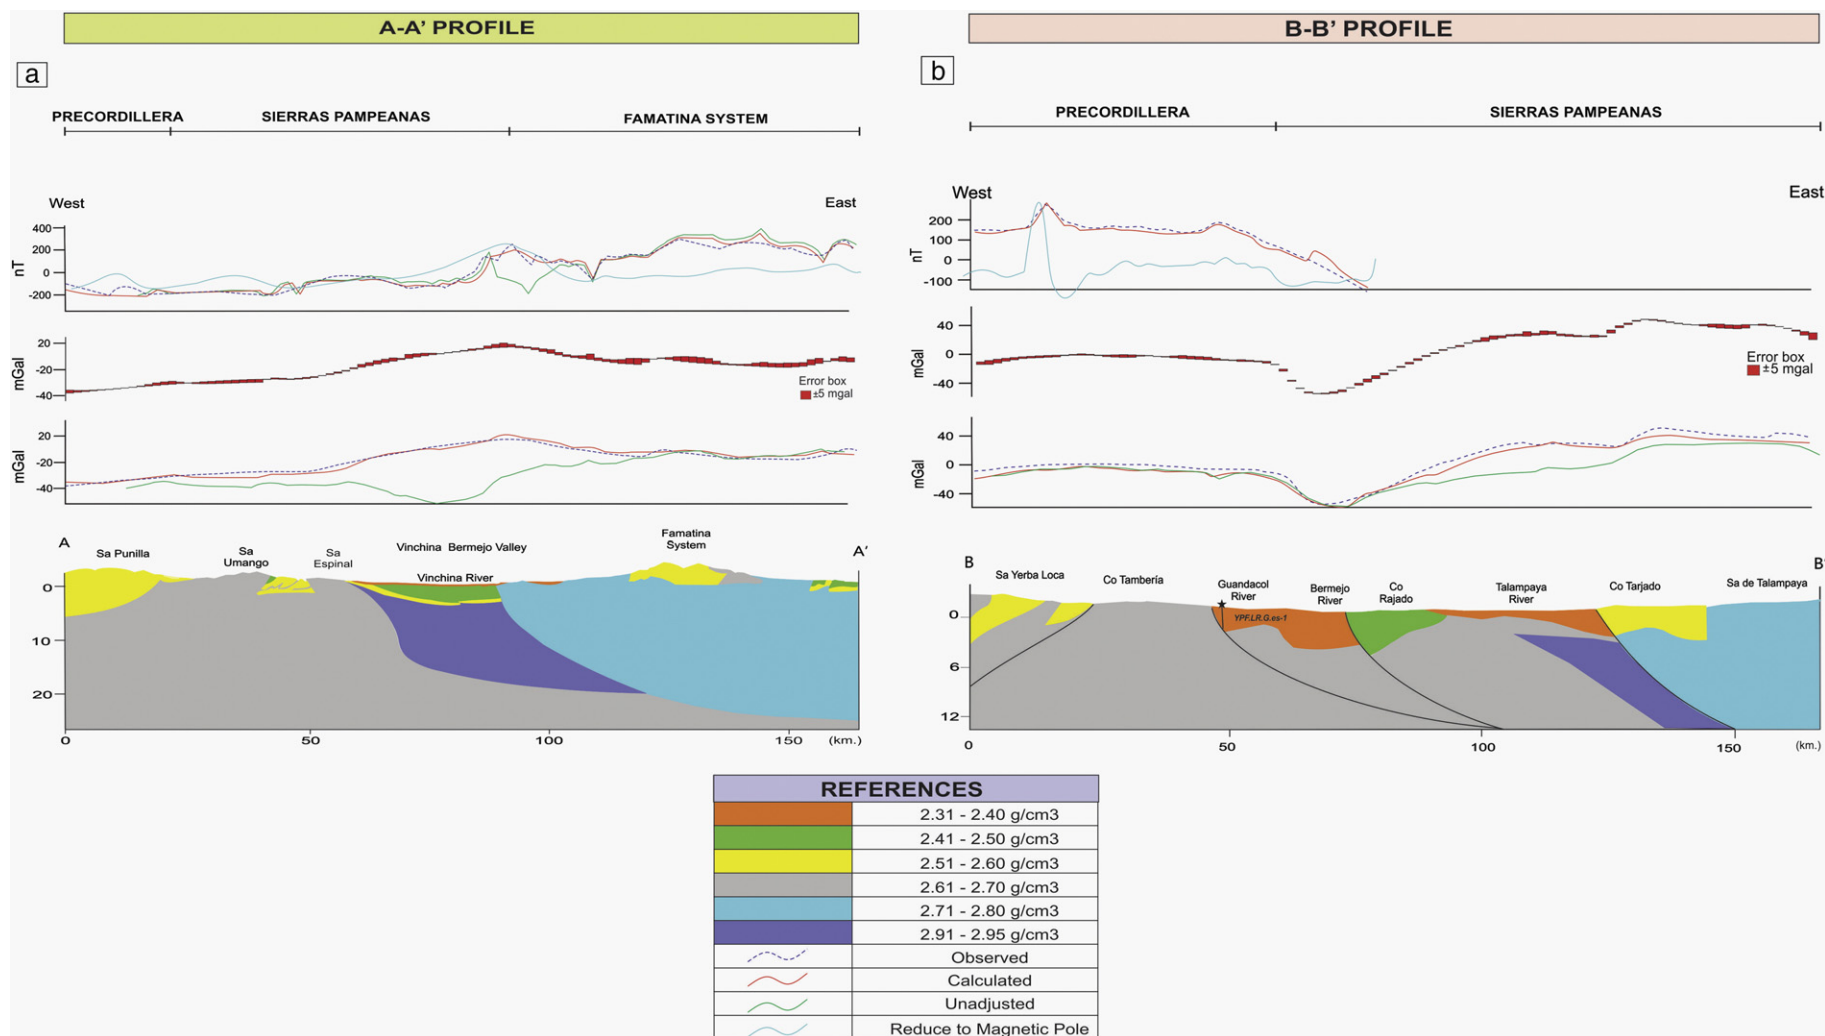 A-A’ PROFILE
a
PRECORDILLERA SIERRAS PAMPEANAS FAMATINA SYSTEM
West East
400
200
0
-200
nT
20
-20
-40
mGal
Error box
±5 mgal
20
-20
-40
mGal
A A’
Sa Punilla
Sa
Umango
Sa
Espinal
Vinchina Bermejo Valley
Vinchina River
Famatina
System
0
10
20
0 50 100 150 (km.)
B-B’ PROFILE
b
PRECORDILLERA SIERRAS PAMPEANAS
West East
200
100
0
-100
nT
40
0
-40
mGal
Error box
±5 mgal
40
0
-40
mGal
B B'
Sa Yerba Loca
Co Tambería
Guandacol
River
Bermejo
River
Co
Rajado
Talampaya
River
Co Tarjado
Sa de Talampaya
YPF.LR.G.es-1
0
6
12
0 50 100 150 (km.)
REFERENCES
2.31 - 2.40 g/cm3
2.41 - 2.50 g/cm3
2.51 - 2.60 g/cm3
2.61 - 2.70 g/cm3
2.71 - 2.80 g/cm3
2.91 - 2.95 g/cm3
Observed
Calculated
Unadjusted
Reduce to Magnetic Pole